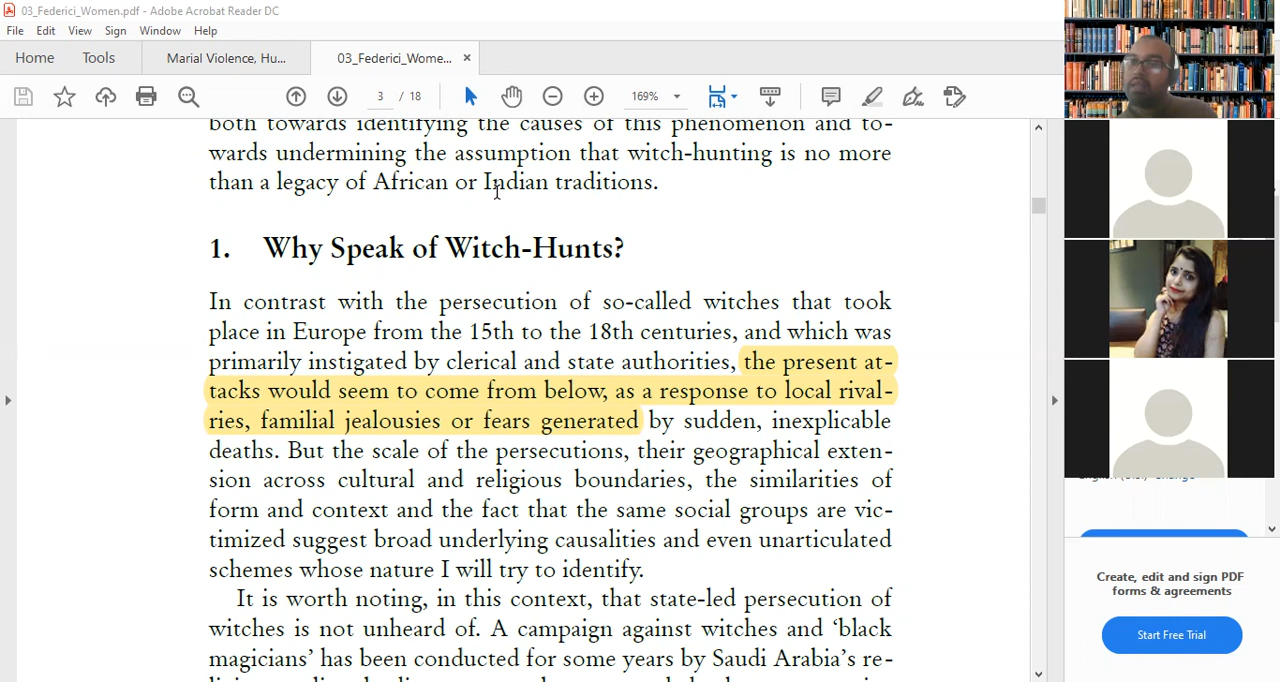 03_Federici_Women.pdf - Adobe Acrobat Reader DC
File Edit View Sign Window Help
Home Tools Marial Violence, Hu... 03_Federici_Wome... ×
3 / 18 169%
both towards identifying the causes of this phenomenon and to-
wards undermining the assumption that witch-hunting is no more
than a legacy of African or Indian traditions.
1. Why Speak of Witch-Hunts?
In contrast with the persecution of so-called witches that took
place in Europe from the 15th to the 18th centuries, and which was
primarily instigated by clerical and state authorities, the present at-
tacks would seem to come from below, as a response to local rival-
ries, familial jealousies or fears generated by sudden, inexplicable
deaths. But the scale of the persecutions, their geographical exten-
sion across cultural and religious boundaries, the similarities of
form and context and the fact that the same social groups are vic-
timized suggest broad underlying causalities and even unarticulated
schemes whose nature I will try to identify.
It is worth noting, in this context, that state-led persecution of
witches is not unheard of. A campaign against witches and ‘black
magicians’ has been conducted for some years by Saudi Arabia’s re-
Create, edit and sign PDF
forms & agreements
Start Free Trial